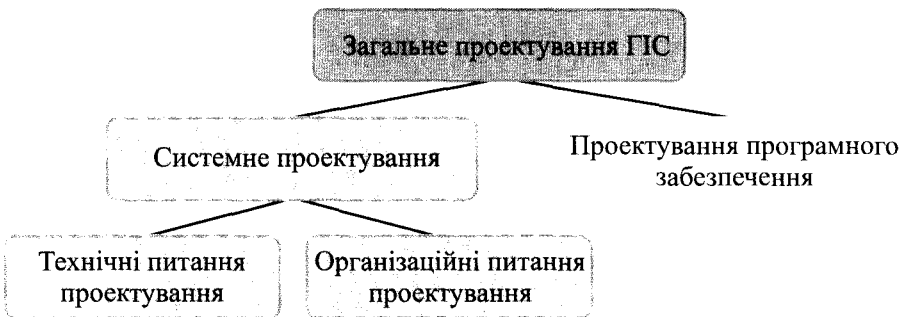 Загальне проектування ГІС
Системне проектування
Проектування програмного
забезпечення
Технічні питання
проектування
Організаційні питання
проектування